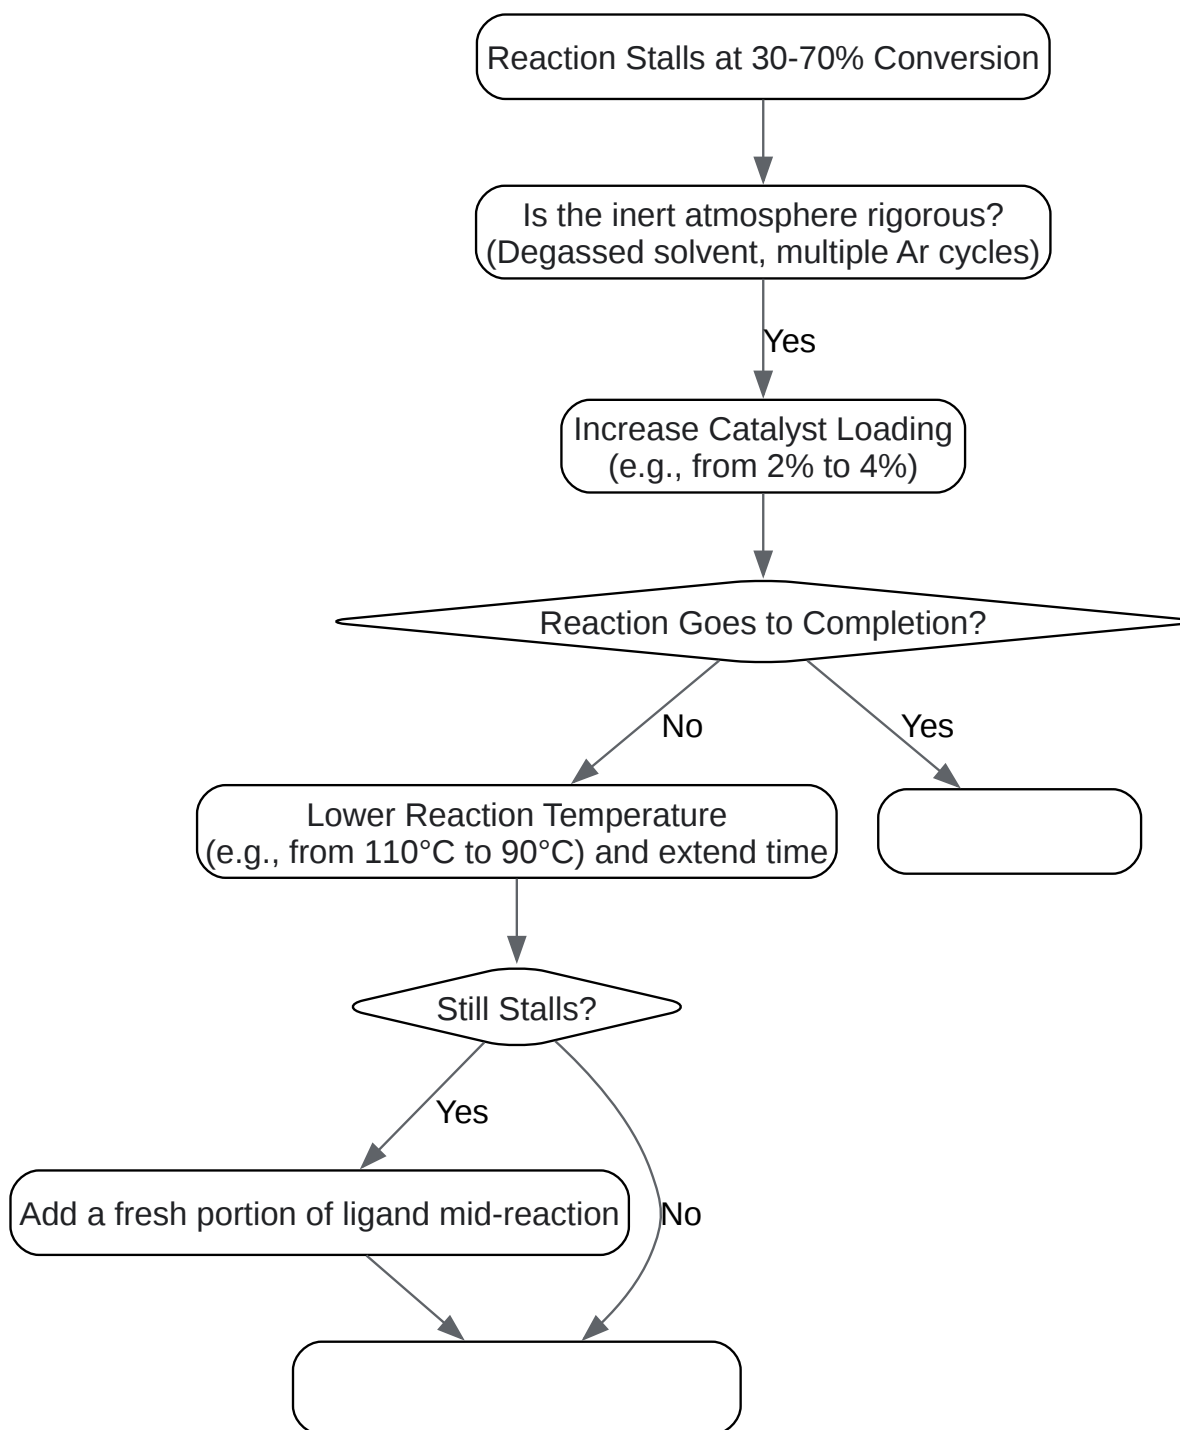 Reaction Stalls at 30-70% Conversion
Is the inert atmosphere rigorous?
(Degassed solvent, multiple Ar cycles)
Yes
Increase Catalyst Loading
(e.g., from 2% to 4%)
Reaction Goes to Completion?
No
Yes
Lower Reaction Temperature
(e.g., from 110°C to 90°C) and extend time
Still Stalls?
Yes
Add a fresh portion of ligand mid-reaction
No